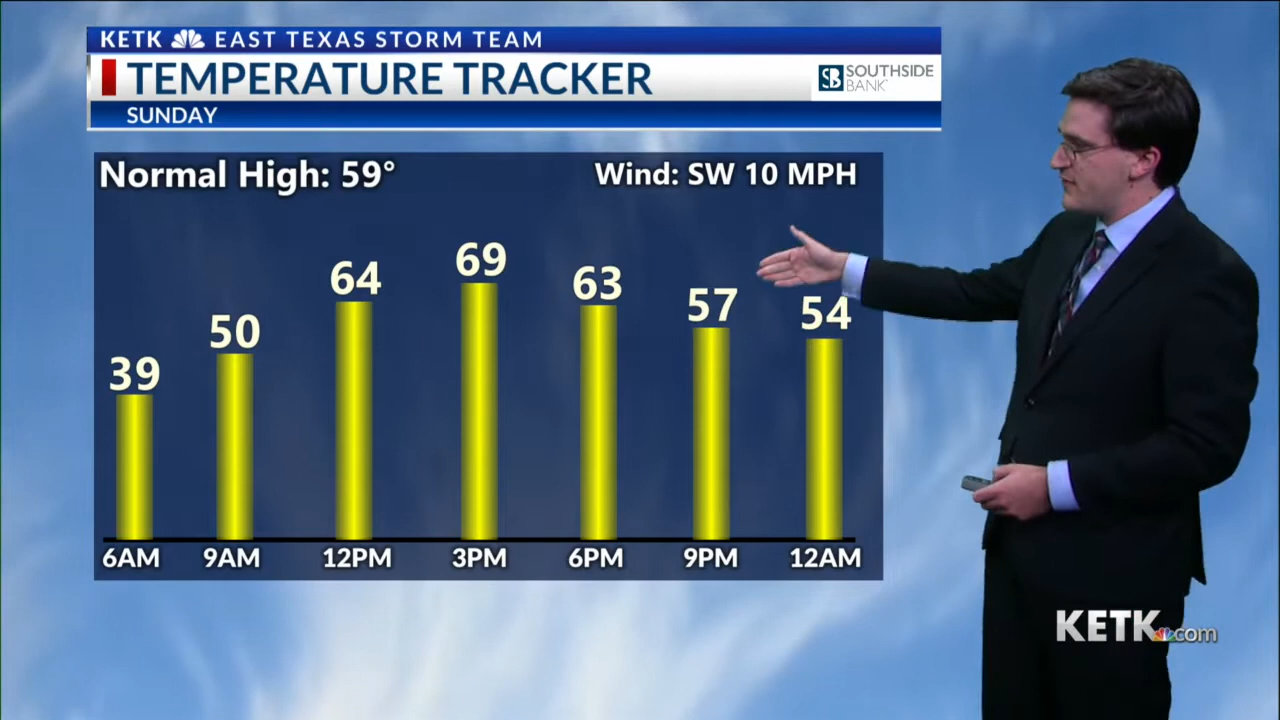 KETK EAST TEXAS STORM TEAM
TEMPERATURE TRACKER
SB SOUTHSIDE
BANK
SUNDAY
Normal High: 59° Wind: SW 10 MPH
39 50 64 69 63 57 54
6AM 9AM 12PM 3PM 6PM 9PM 12AM
KETK.com